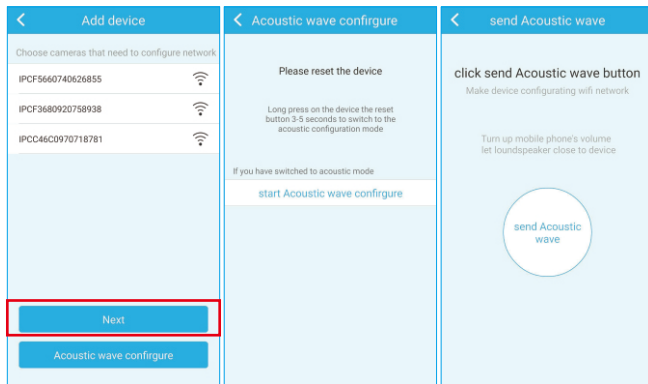 Add device
Choose cameras that need to configure network
IPCF5660740626855
IPCF3680920758938
IPCC46C0970718781
Next
Acoustic wave confirgure
Acoustic wave confirgure
Please reset the device
Long press on the device the reset
button 3-5 seconds to switch to the
acoustic configuration mode
If you have switched to acoustic mode
start Acoustic wave confirgure
send Acoustic wave
click send Acoustic wave button
Make device configurating wifi network
Turn up mobile phone's volume
let loundspeaker close to device
send Acoustic
wave